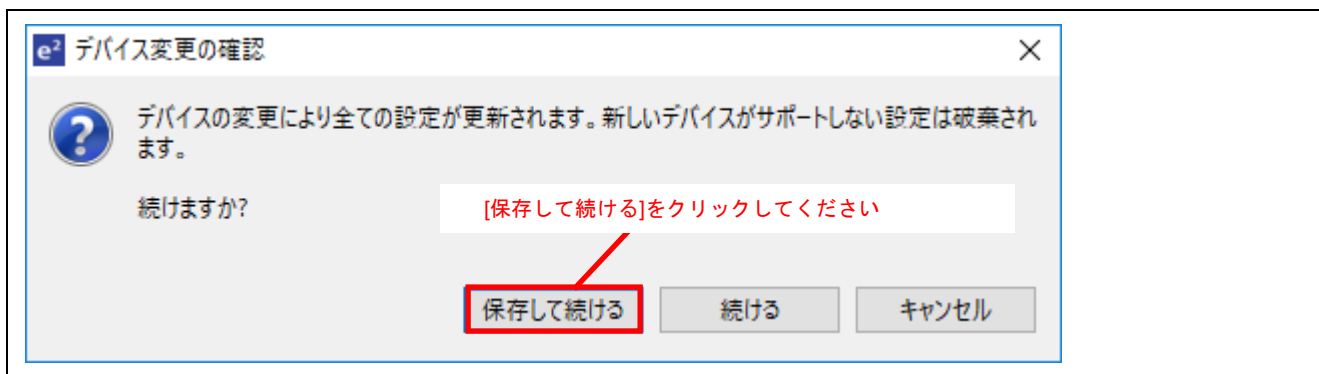 e² デバイス変更の確認
デバイスの変更により全ての設定が更新されます。新しいデバイスがサポートしない設定は破棄され
ます。
続けますか?
[保存して続ける]をクリックしてください
保存して続ける 続ける キャンセル